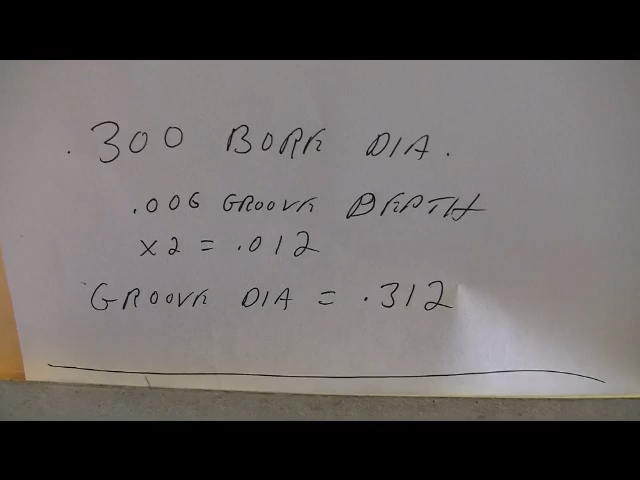 .300 BORE DIA.
.006 GROOVE DEPTH
x2 = .012
GROOVE DIA = .312